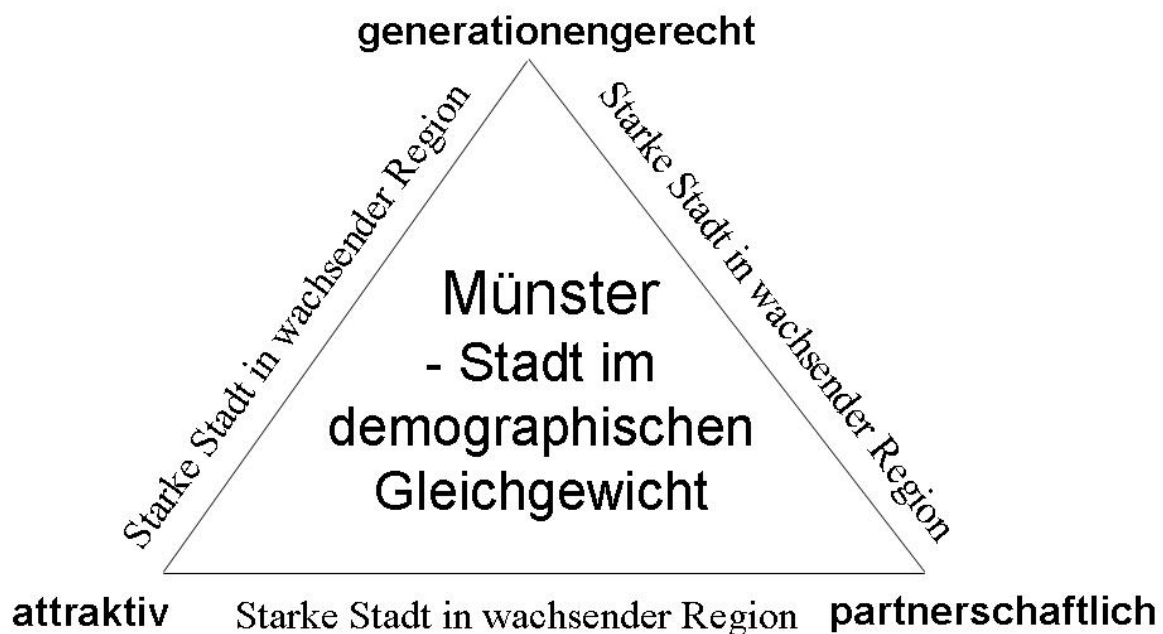 generationengerecht
Starke Stadt in wachsender Region
Starke Stadt in wachsender Region
Münster
- Stadt im
demographischen
Gleichgewicht
attraktiv
Starke Stadt in wachsender Region
partnerschaftlich